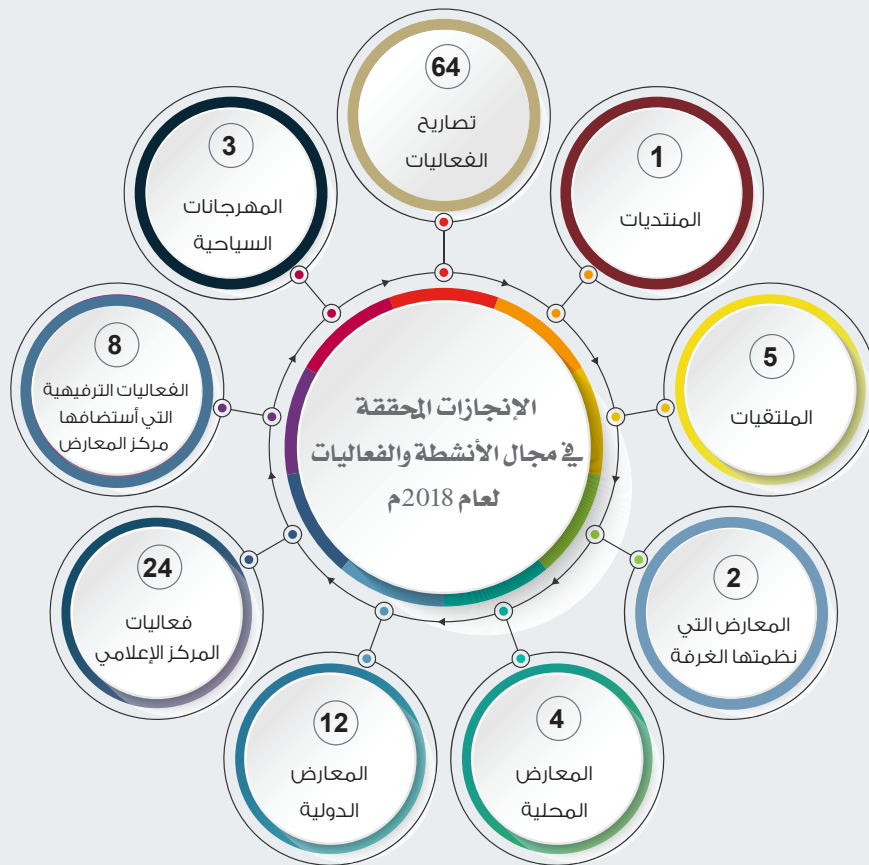 الإنجازات المحققة
في مجال الأنشطة والفعاليات
لعام 2018م
64
تصاريح
الفعاليات
1
المنتديات
5
الملتقيات
2
المعارض التي
نظمتها الغرفة
4
المعارض
المحلية
12
المعارض
الدولية
24
فعاليات
المركز الإعلامي
8
الفعاليات الترفيهية
التي أستضافها
مركز المعارض
3
المهرجانات
السياحية